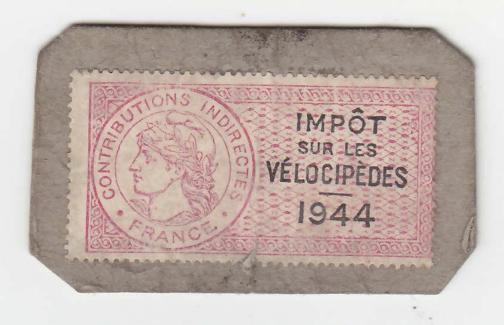 CONTRIBUTIONS INDIRECTES
• FRANCE •
IMPÔT
SUR LES
VÉLOCIPÈDES
1944